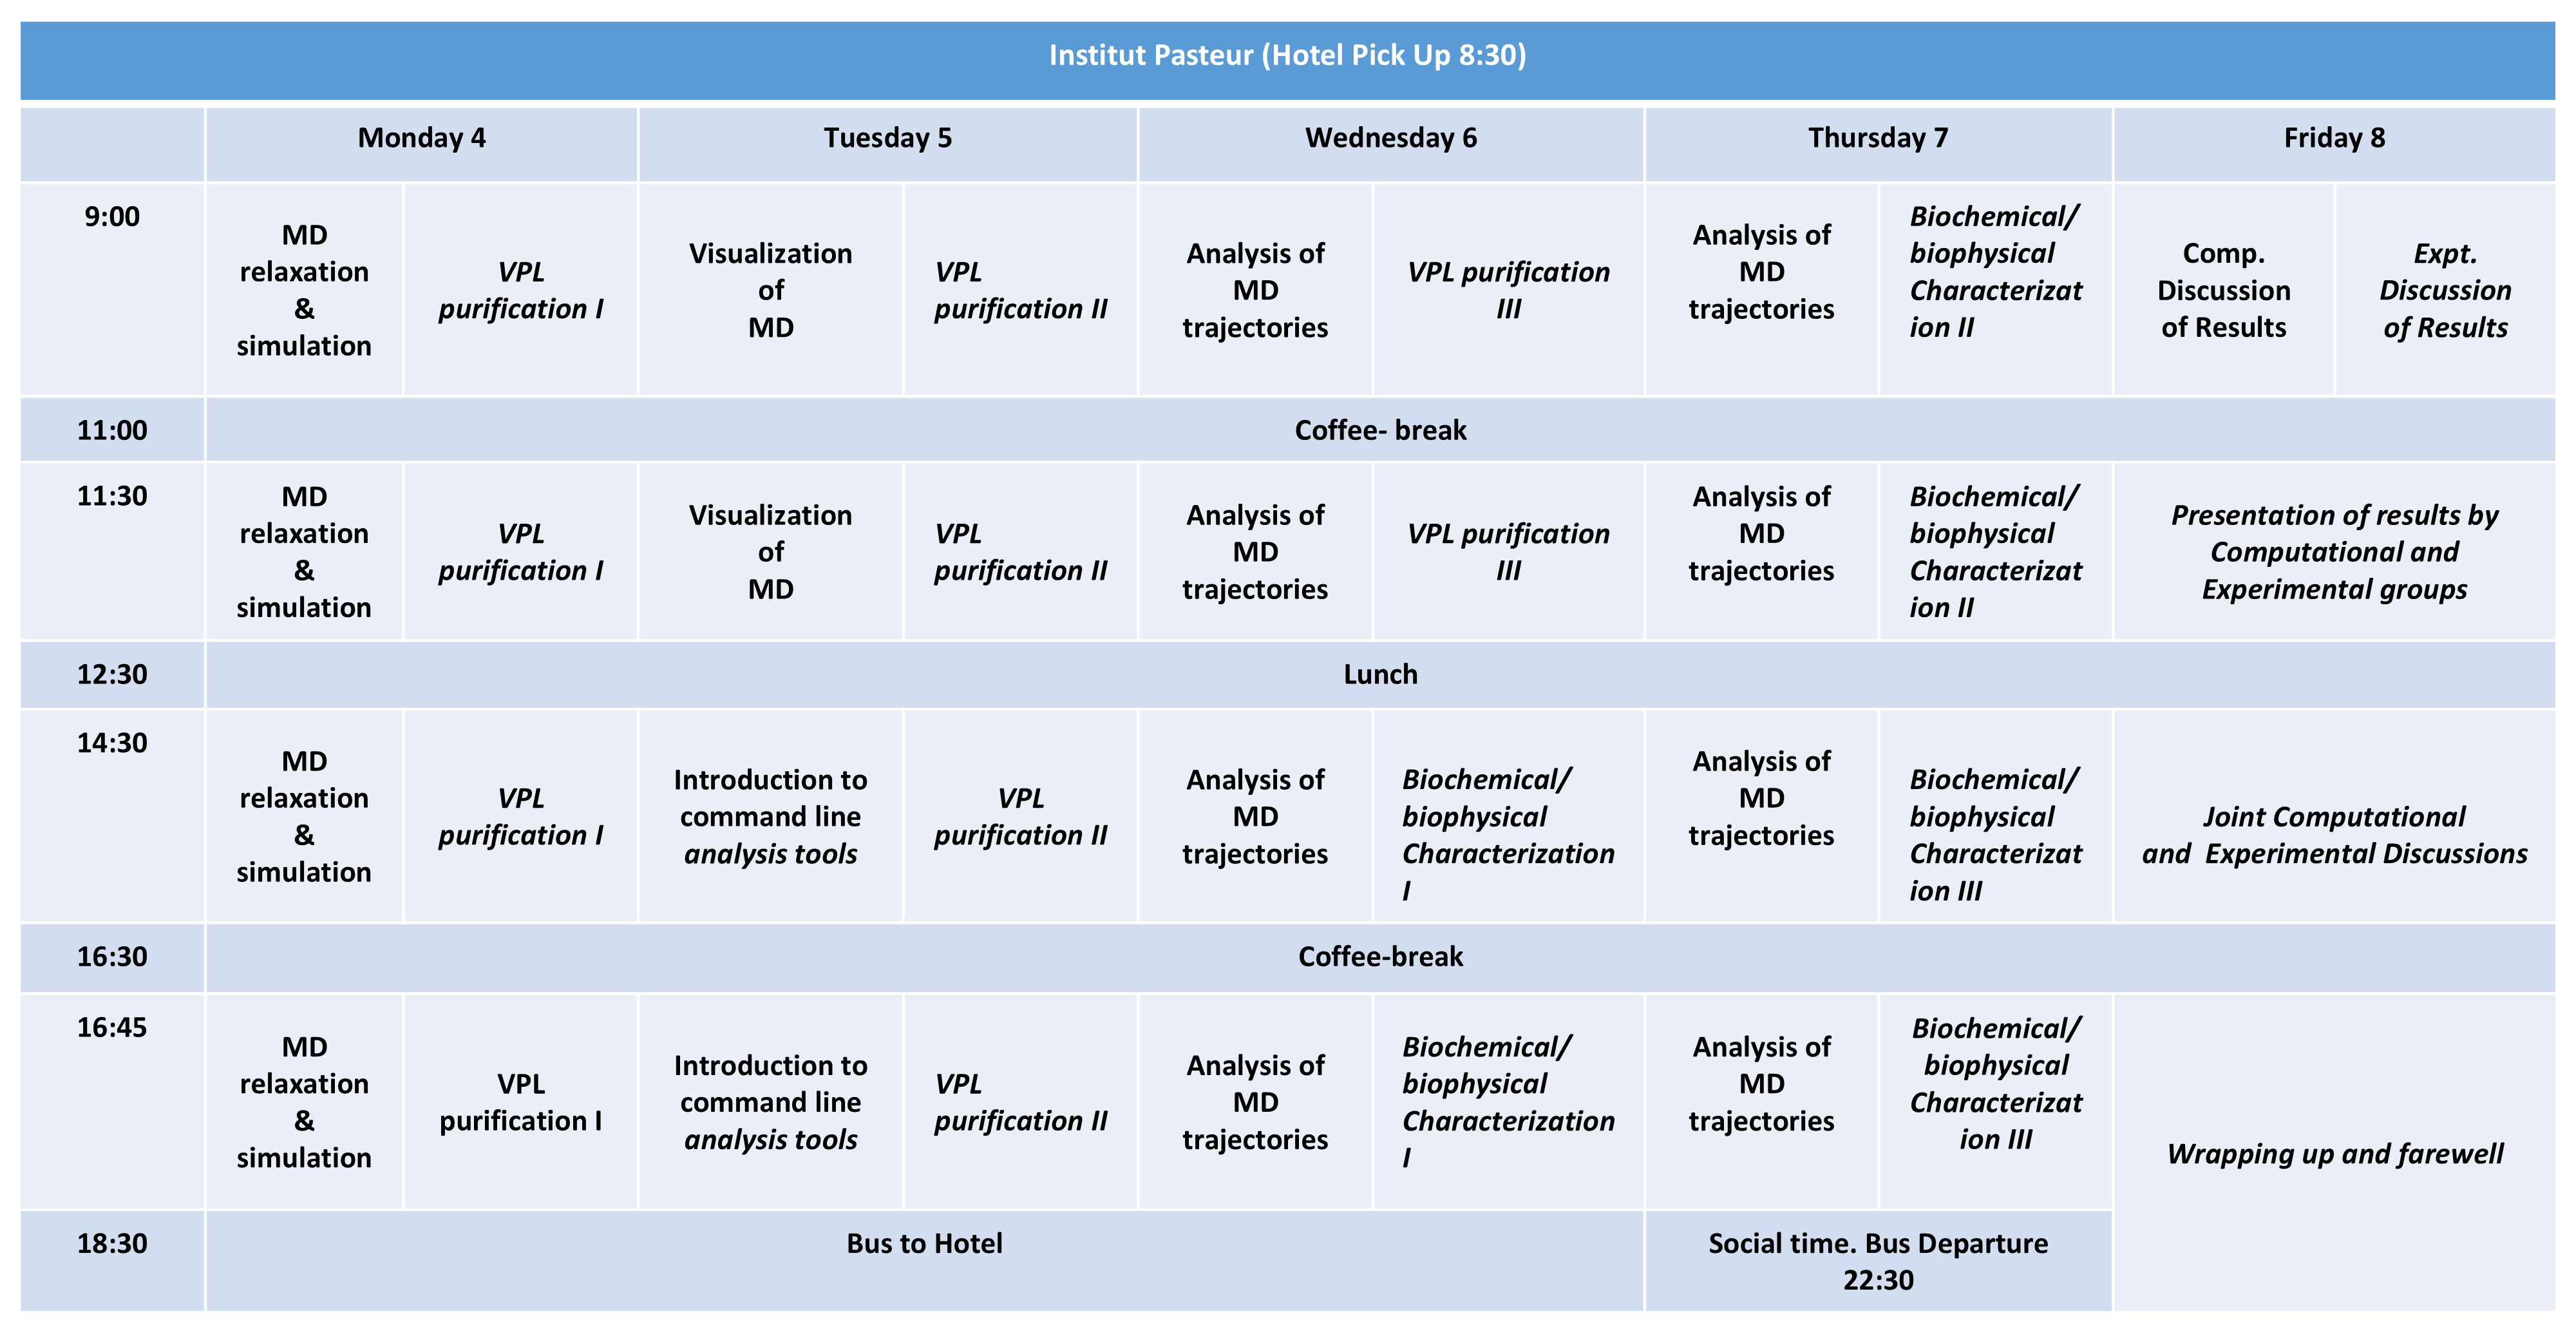 Institut Pasteur (Hotel Pick Up 8:30)
Monday 4
Tuesday 5
Wednesday 6
Thursday 7
Friday 8
9:00
MD
relaxation
&
simulation
VPL
purification I
Visualization
of
MD
VPL
purification II
Analysis of
MD
trajectories
VPL purification
III
Analysis of
MD
trajectories
Biochemical/
biophysical
Characterizat
ion II
Comp.
Discussion
of Results
Expt.
Discussion
of Results
11:00
Coffee- break
11:30
MD
relaxation
&
simulation
VPL
purification I
Visualization
of
MD
VPL
purification II
Analysis of
MD
trajectories
VPL purification
III
Analysis of
MD
trajectories
Biochemical/
biophysical
Characterizat
ion II
Presentation of results by
Computational and
Experimental groups
12:30
Lunch
14:30
MD
relaxation
&
simulation
VPL
purification I
Introduction to
command line
analysis tools
VPL
purification II
Analysis of
MD
trajectories
Biochemical/
biophysical
Characterization
I
Analysis of
MD
trajectories
Biochemical/
biophysical
Characterizat
ion III
Joint Computational
and  Experimental Discussions
16:30
Coffee-break
16:45
MD
relaxation
&
simulation
VPL
purification I
Introduction to
command line
analysis tools
VPL
purification II
Analysis of
MD
trajectories
Biochemical/
biophysical
Characterization
I
Analysis of
MD
trajectories
Biochemical/
biophysical
Characterizat
ion III
Wrapping up and farewell
18:30
Bus to Hotel
Social time. Bus Departure
22:30